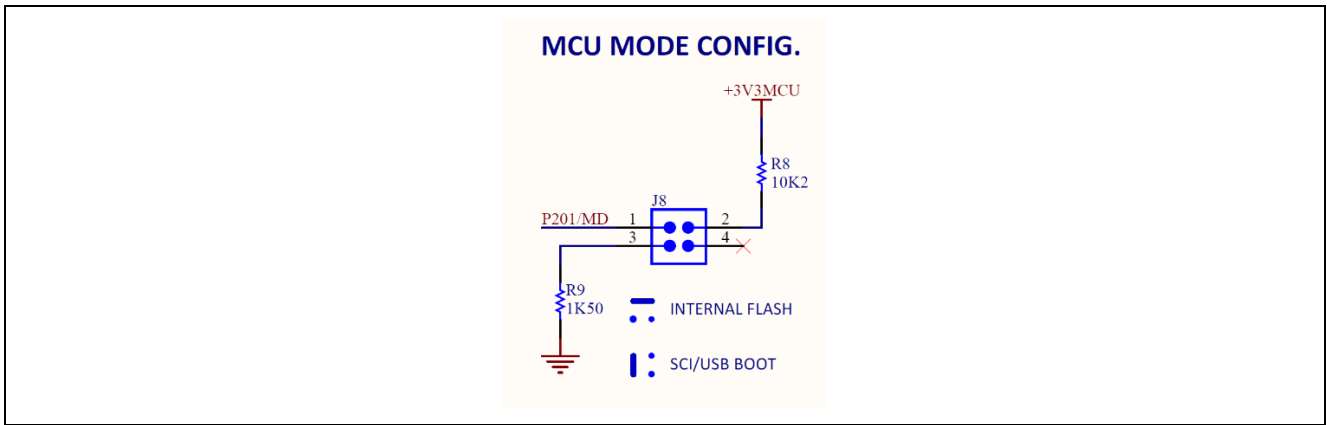 MCU MODE CONFIG.
+3V3MCU
R8
10K2
J8
P201/MD 1 2
3 4
R9
1K50
INTERNAL FLASH
SCI/USB BOOT